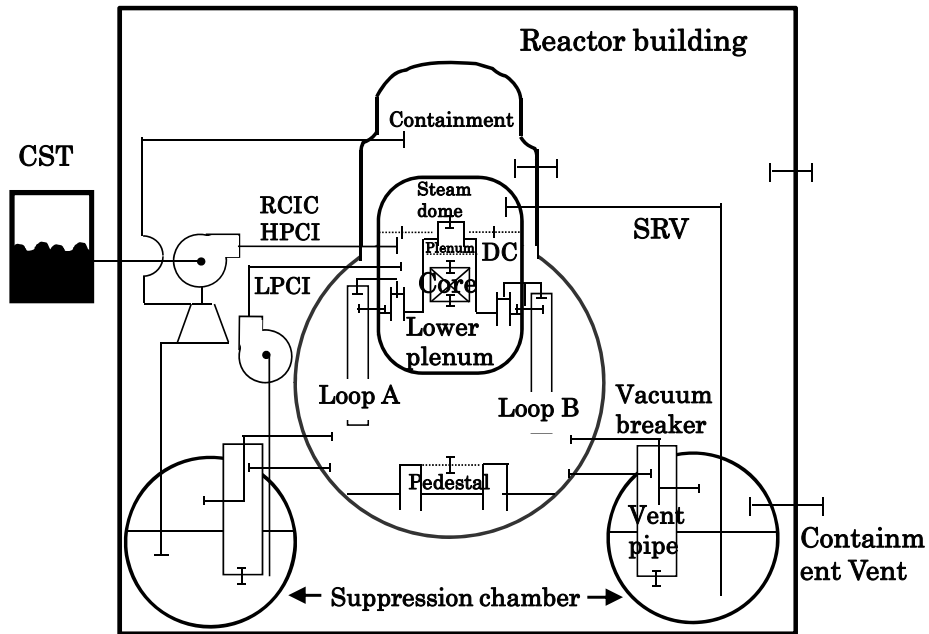 Reactor building
Containment
CST
Steam
dome
RCIC
HPCI
SRV
Plenum
DC
LPCI
Core
Lower
plenum
Loop A
Loop B
Vacuum
breaker
Pedestal
Vent
pipe
Containm
ent Vent
Suppression chamber